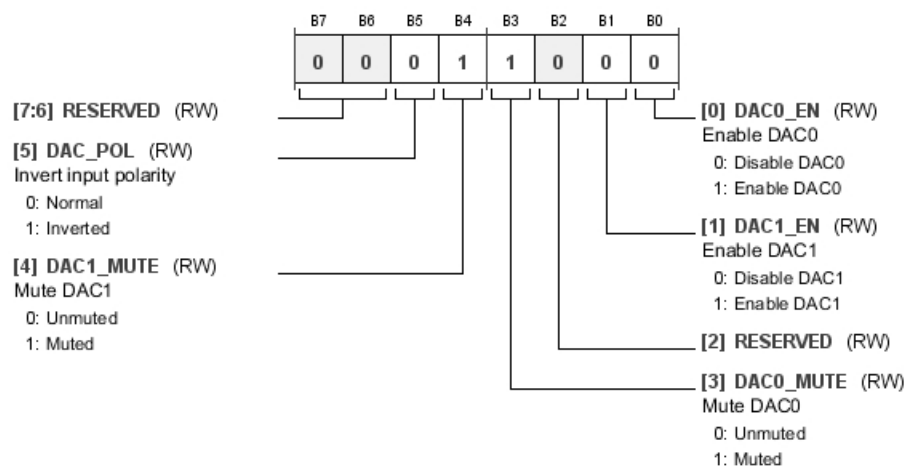 B7 B6 B5 B4 B3 B2 B1 B0
0 0 0 1 1 0 0 0
[7:6] RESERVED (RW)
[5] DAC_POL (RW)
Invert input polarity
0: Normal
1: Inverted
[4] DAC1_MUTE (RW)
Mute DAC1
0: Unmuted
1: Muted
[0] DAC0_EN (RW)
Enable DAC0
0: Disable DAC0
1: Enable DAC0
[1] DAC1_EN (RW)
Enable DAC1
0: Disable DAC1
1: Enable DAC1
[2] RESERVED (RW)
[3] DAC0_MUTE (RW)
Mute DAC0
0: Unmuted
1: Muted